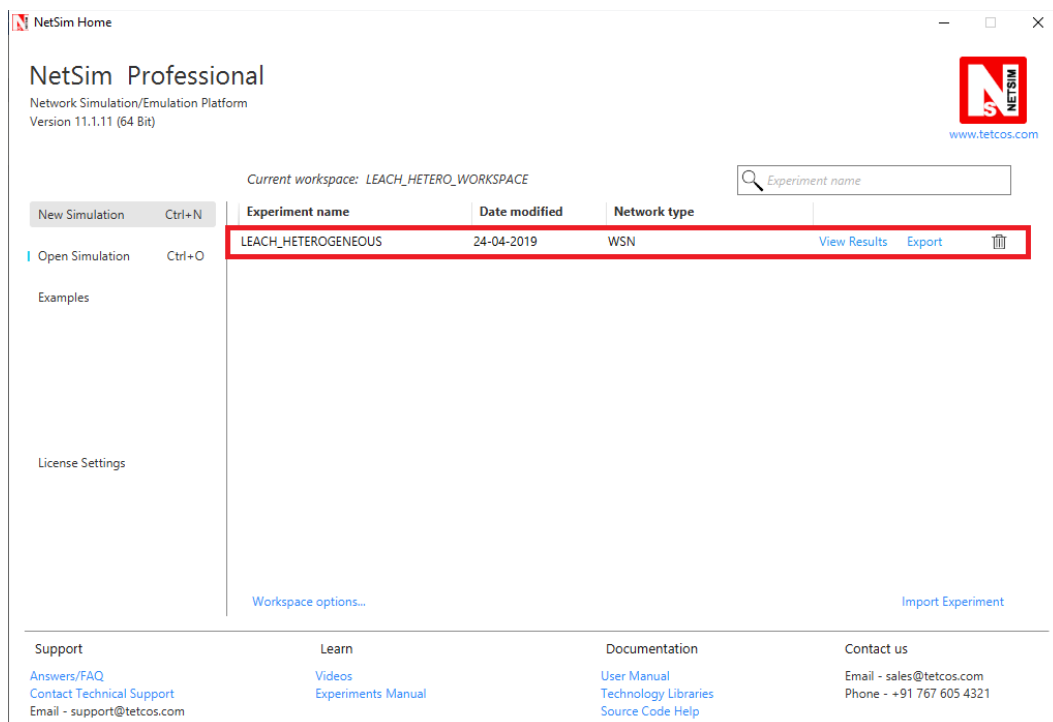 NetSim Home
NetSim Professional
Network Simulation/Emulation Platform
Version 11.1.11 (64 Bit)
NS NETSIM
www.tetcos.com
Current workspace: LEACH_HETERO_WORKSPACE
Experiment name
New Simulation Ctrl+N
Open Simulation Ctrl+O
Examples
License Settings
Experiment name Date modified Network type
LEACH_HETEROGENEOUS 24-04-2019 WSN View Results Export
Workspace options...
Import Experiment
Support
Answers/FAQ
Contact Technical Support
Email - support@tetcos.com
Learn
Videos
Experiments Manual
Documentation
User Manual
Technology Libraries
Source Code Help
Contact us
Email - sales@tetcos.com
Phone - +91 767 605 4321